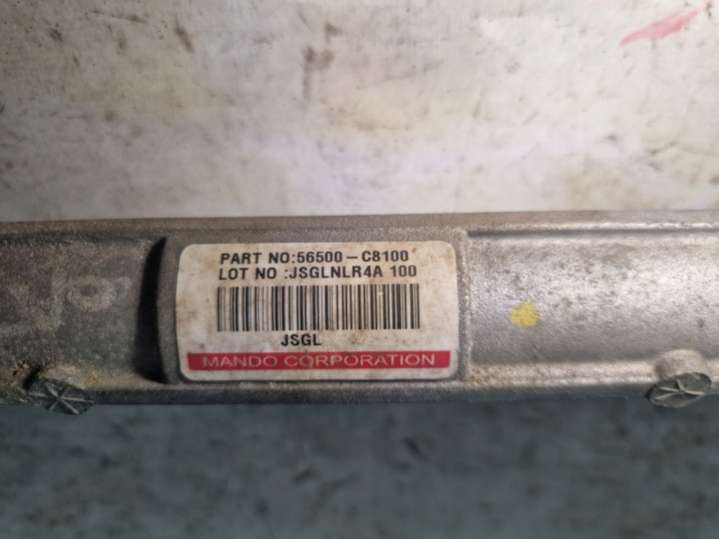 PART NO:56500-C8100
LOT NO :JSGLNLR4A 100
JSGL
MANDO CORPORATION